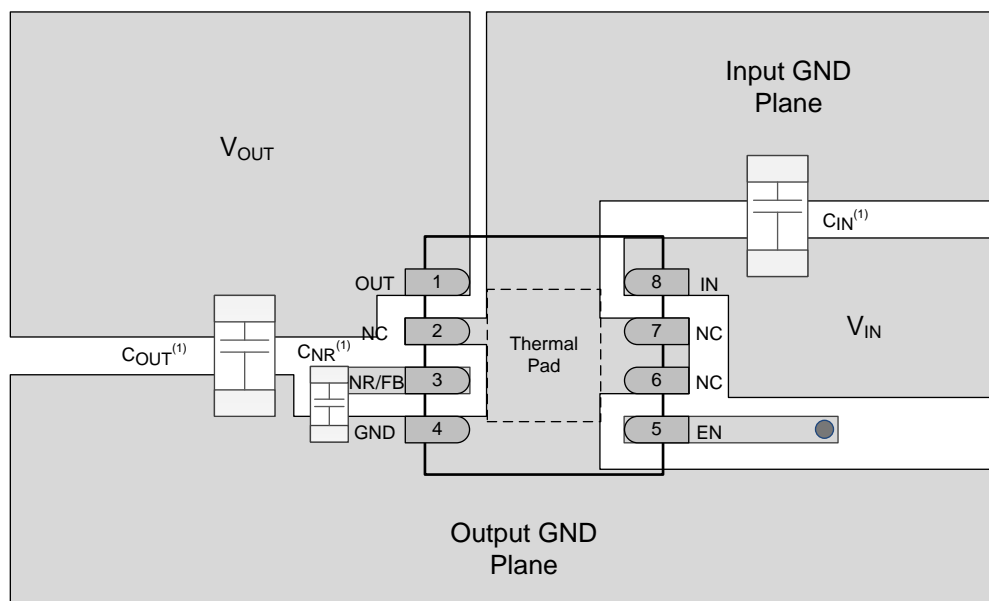 Input GND
Plane
V_OUT
C_IN^(1)
OUT 1 8 IN
NC 2 7 NC
V_IN
Thermal
Pad
C_OUT^(1)
C_NR^(1)
NR/FB 3 6 NC
GND 4 5 EN
Output GND
Plane